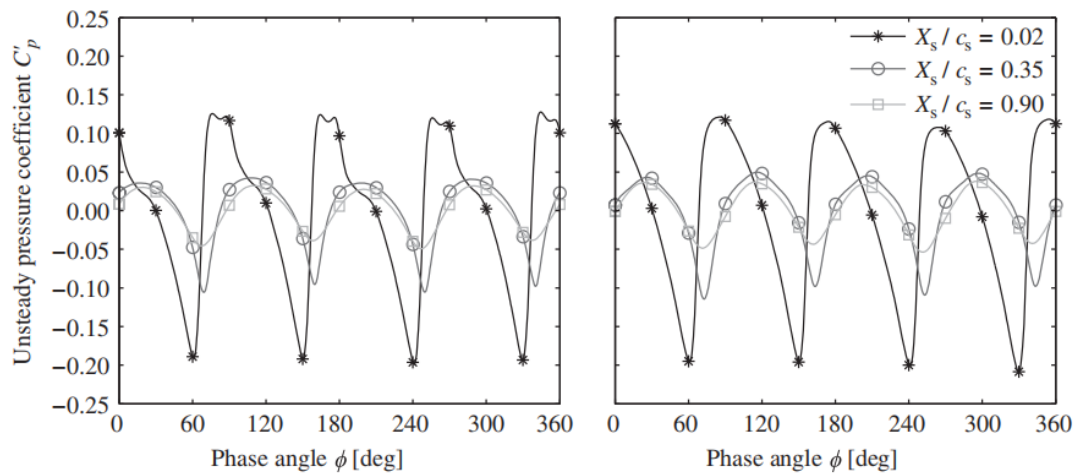 Unsteady pressure coefficient C′p
0.25
0.20
0.15
0.10
0.05
0.00
−0.05
−0.10
−0.15
−0.20
−0.25
0 60 120 180 240 300 360
Phase angle ϕ [deg]
Xs / cs = 0.02
Xs / cs = 0.35
Xs / cs = 0.90
0 60 120 180 240 300 360
Phase angle ϕ [deg]